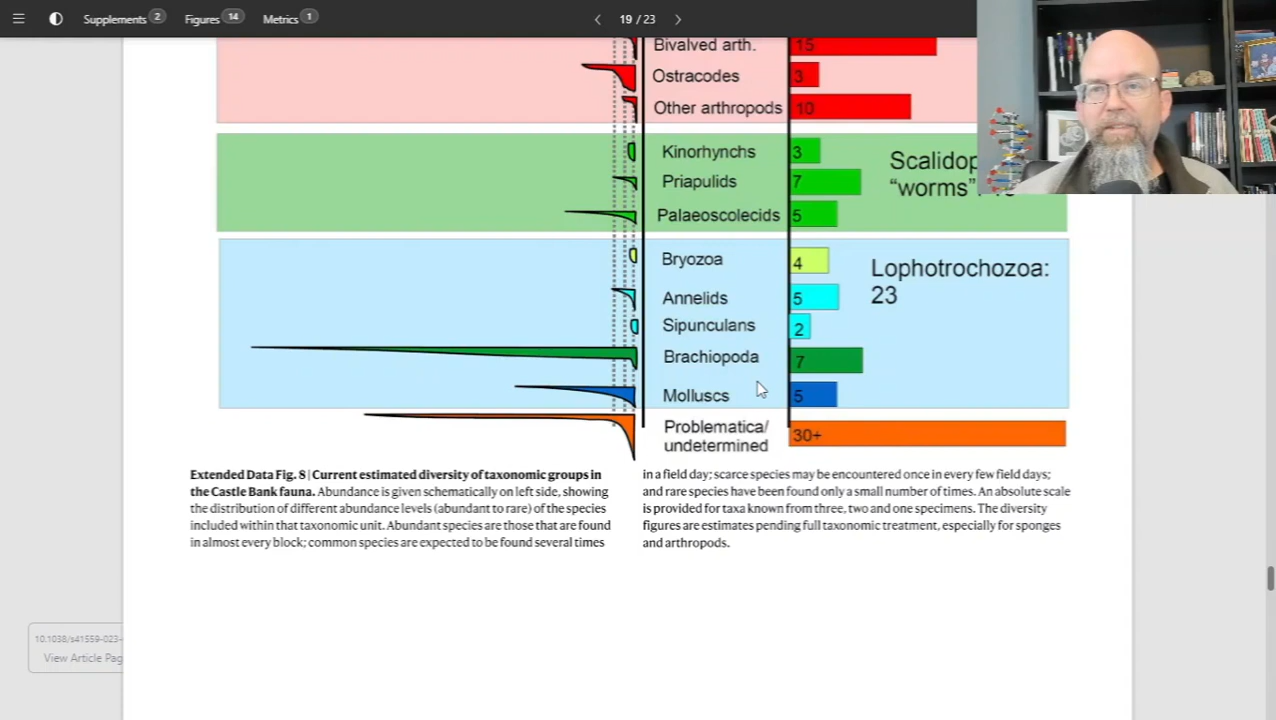 Supplements 2 Figures 14 Metrics 1 19 / 23
Bivalved arth. 15
Ostracodes 3
Other arthropods 10
Kinorhynchs 3
Priapulids 7
Palaeoscolecids 5
“worms”
Bryozoa 4
Annelids 5
Sipunculans 2
Brachiopoda 7
Molluscs 5
Lophotrochozoa:
23
Problematica/
undetermined
30+
Extended Data Fig. 8 | Current estimated diversity of taxonomic groups in
the Castle Bank fauna. Abundance is given schematically on left side, showing
the distribution of different abundance levels (abundant to rare) of the species
included within that taxonomic unit. Abundant species are those that are found
in almost every block; common species are expected to be found several times
in a field day; scarce species may be encountered once in every few field days;
and rare species have been found only a small number of times. An absolute scale
is provided for taxa known from three, two and one specimens. The diversity
figures are estimates pending full taxonomic treatment, especially for sponges
and arthropods.
10.1038/s41559-023-
View Article Pag